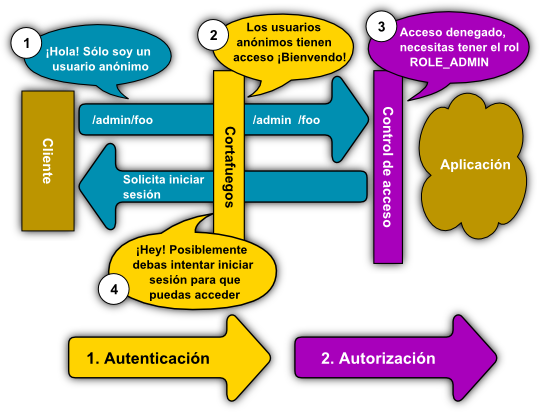 1
¡Hola! Sólo soy un
usuario anónimo
2
Los usuarios
anónimos tienen
acceso ¡Bienvendo!
3
Acceso denegado,
necesitas tener el rol
ROLE_ADMIN
Cliente
/admin/foo
Cortafuegos
/admin /foo
Control de acceso
Aplicación
Solicita iniciar
sesión
4
¡Hey! Posiblemente
debas intentar iniciar
sesión para que
puedas acceder
1. Autenticación
2. Autorización